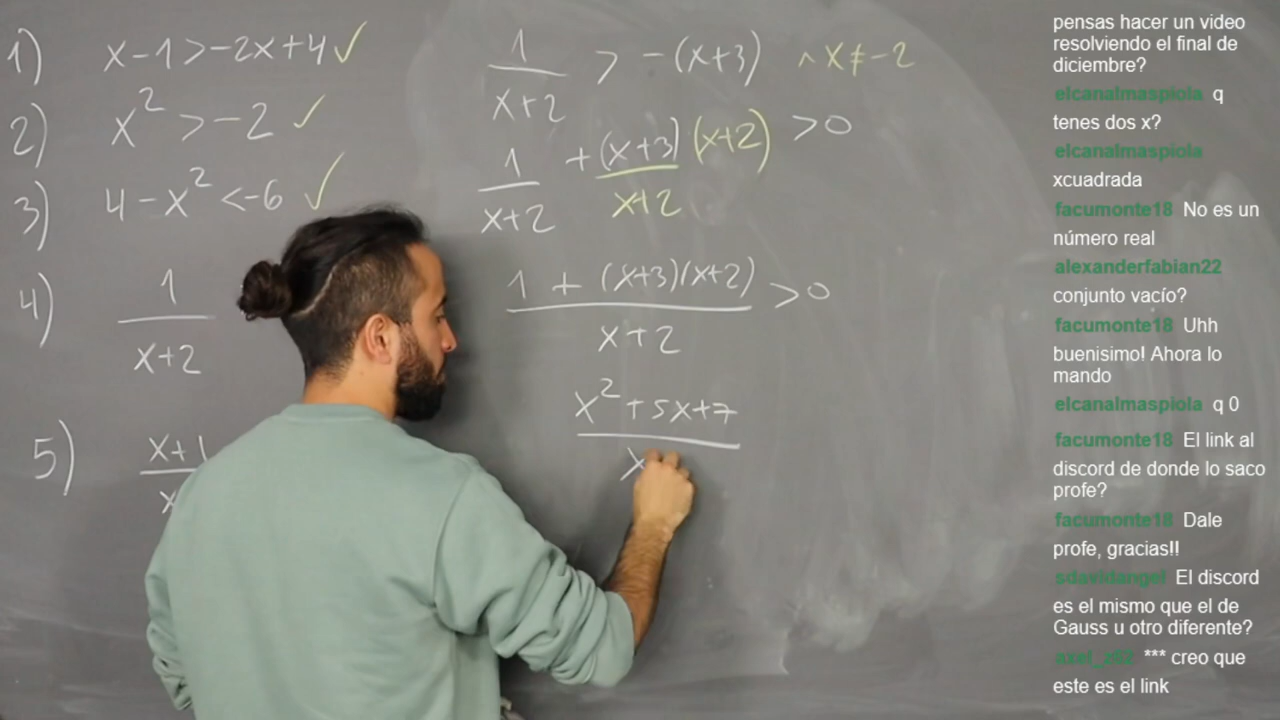 1) x-1>-2x+4 ✓
2) x² >-2 ✓
3) 4-x² <-6 ✓
4) 1
x+2
5) x+1
x
1 > -(x+3) ∧ x≠-2
x+2
1 +(x+3)(x+2) >0
x+2 x+2
1 + (x+3)(x+2) >0
x+2
x²+5x+7
x
pensas hacer un video
resolviendo el final de
diciembre?
elcanalmaspiola q
tenes dos x?
elcanalmaspiola
xcuadrada
facumonte18 No es un
número real
alexanderfabian22
conjunto vacío?
facumonte18 Uhh
buenisimo! Ahora lo
mando
elcanalmaspiola q 0
facumonte18 El link al
discord de donde lo saco
profe?
facumonte18 Dale
profe, gracias!!
sdavidangel El discord
es el mismo que el de
Gauss u otro diferente?
*** creo que
este es el link